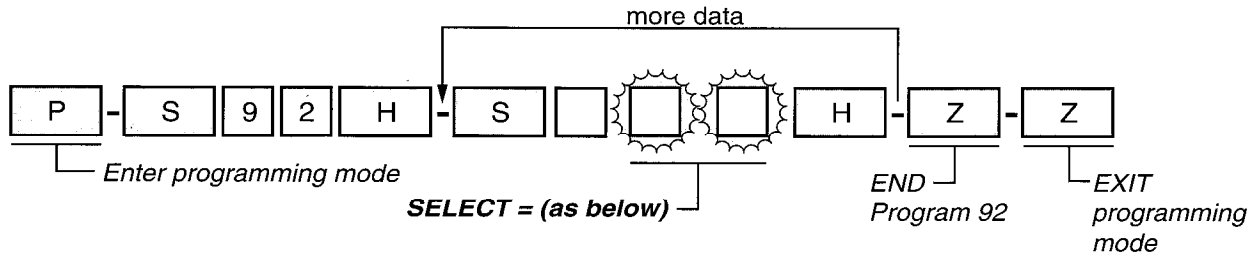 more data
P - S 9 2 H - S H - Z - Z
Enter programming mode
SELECT = (as below)
END
Program 92
EXIT
programming
mode